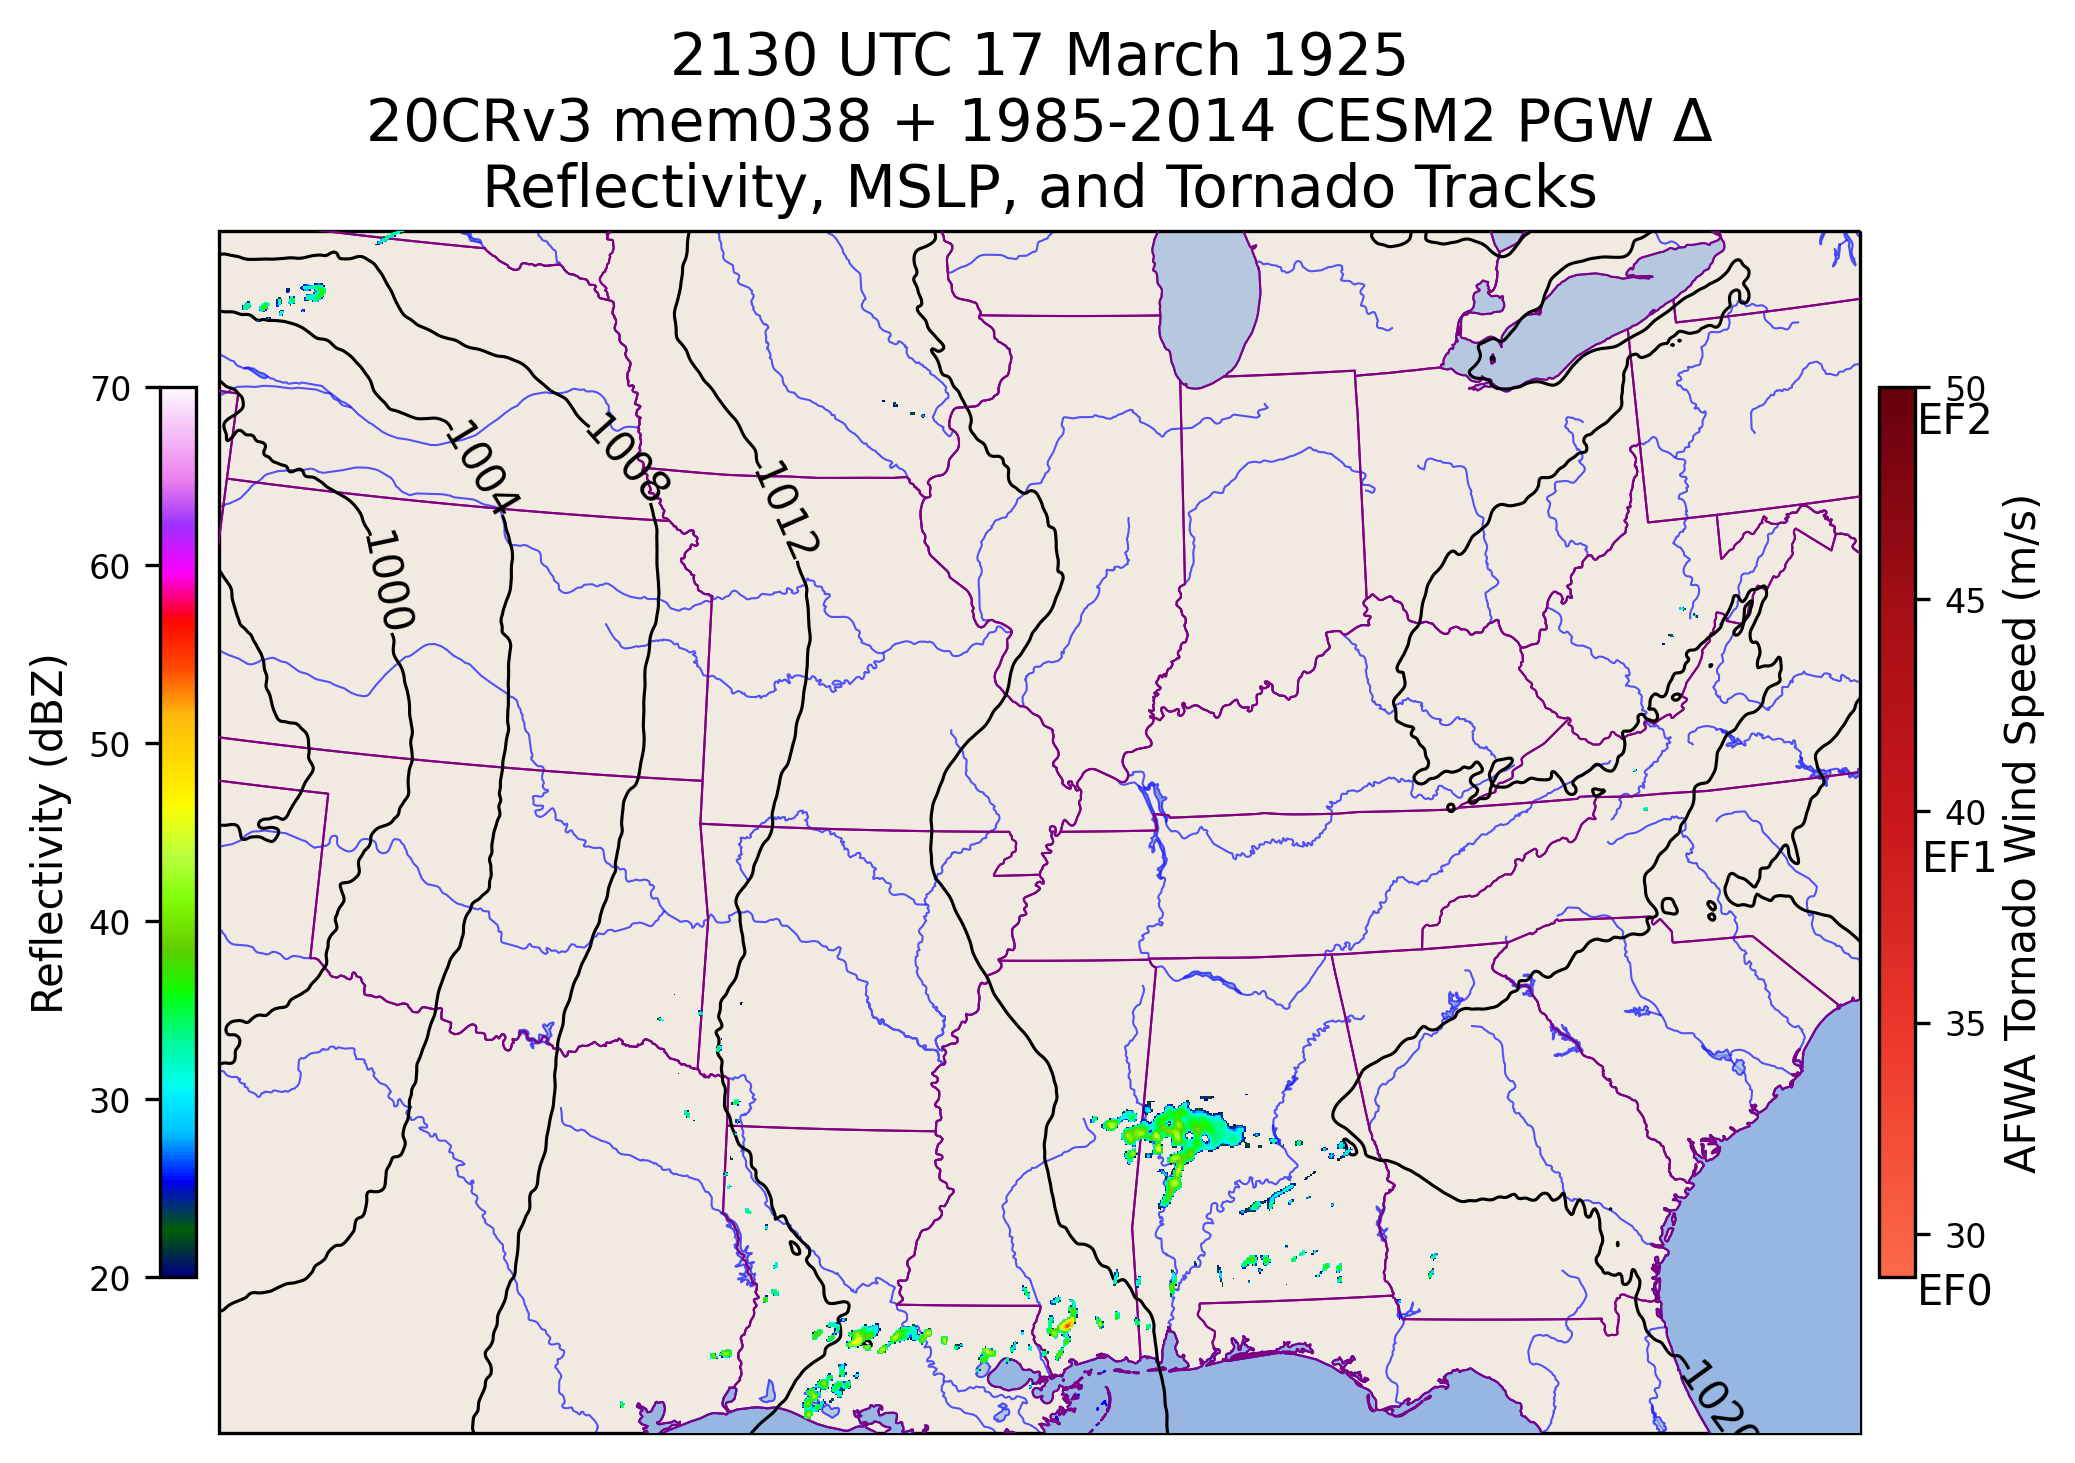 2130 UTC 17 March 1925
20CRv3 mem038 + 1985-2014 CESM2 PGW Δ
Reflectivity, MSLP, and Tornado Tracks
70
60
50
40
30
20
Reflectivity (dBZ)
1004
1008
1012
1000
1020
50
EF2
45
40
EF1
35
30
EF0
AFWA Tornado Wind Speed (m/s)